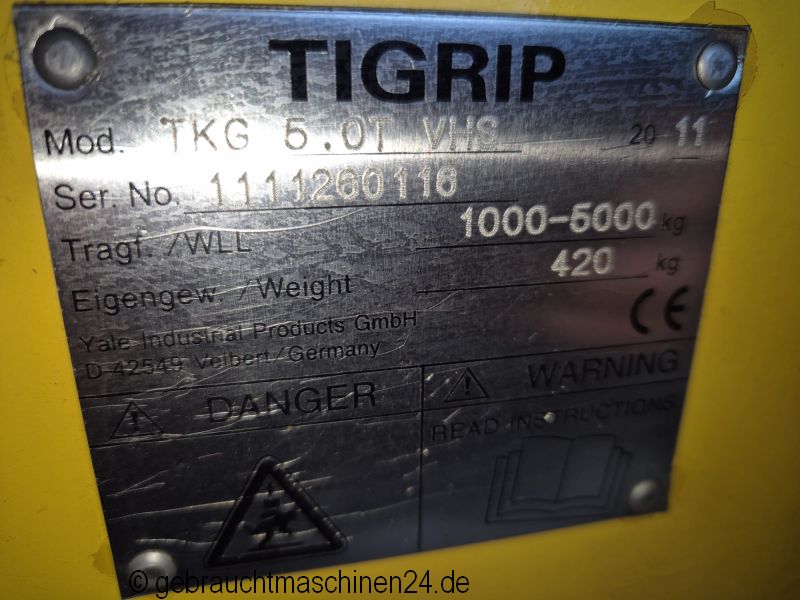 TIGRIP
Mod. TKG 5.0T VHS 20 11
Ser. No. 1111260116
Tragf. /WLL 1000-5000 kg
Eigengew. /Weight 420 kg
Yale Industrial Products GmbH
D-42549 Velbert/Germany
CE
DANGER
WARNING
READ INSTRUCTIONS
© gebrauchtmaschinen24.de